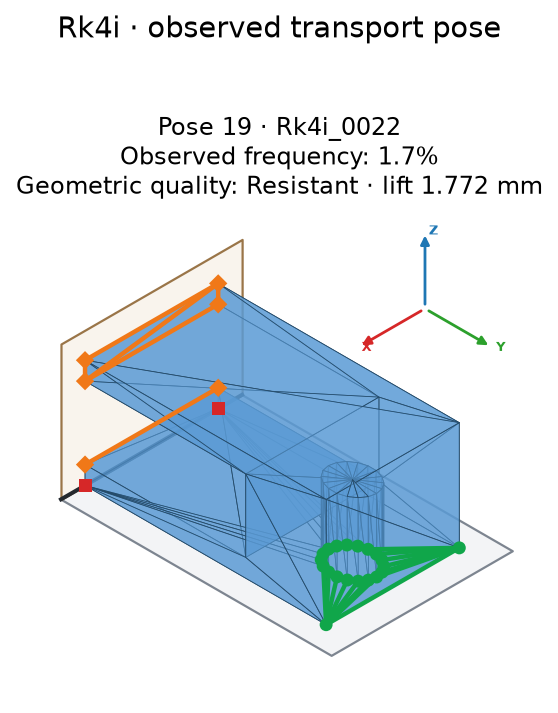 Rk4i · observed transport pose
Pose 19 · Rk4i_0022
Observed frequency: 1.7%
Geometric quality: Resistant · lift 1.772 mm
Z
X
Y